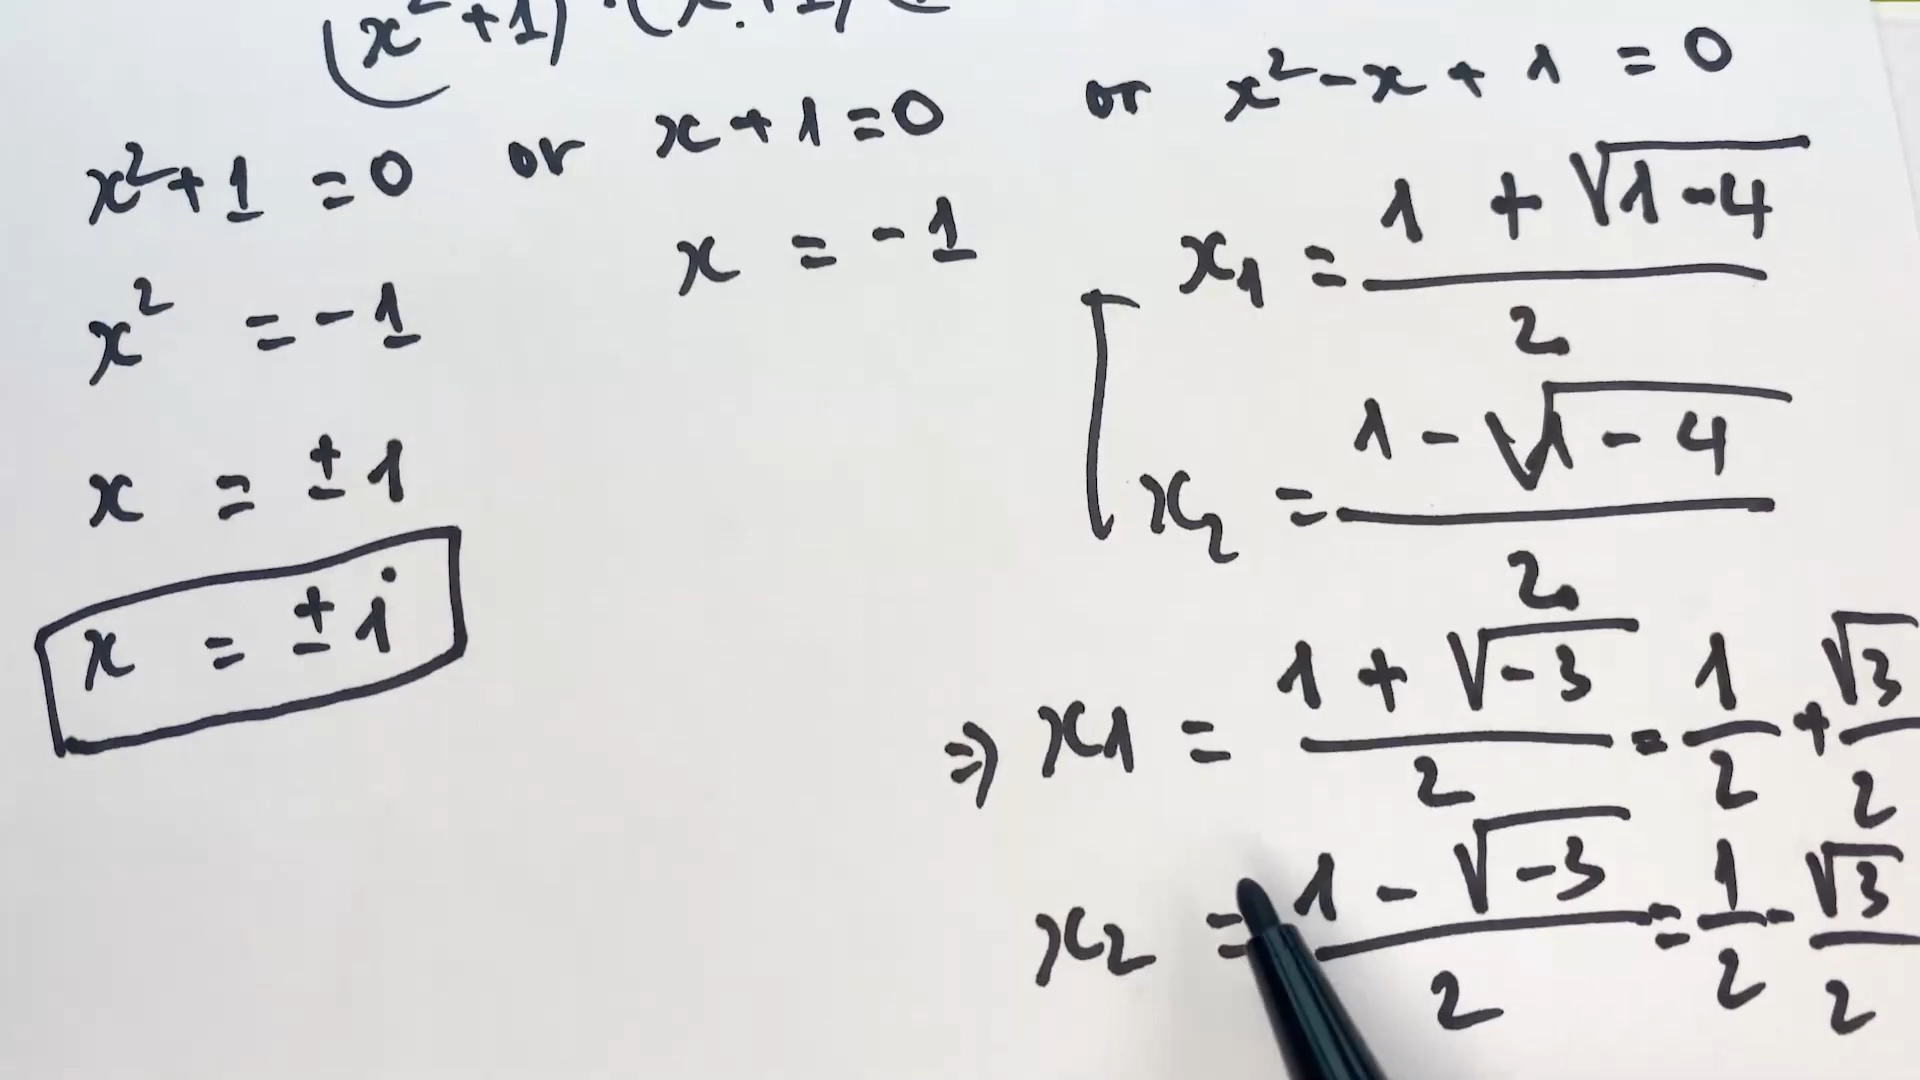 (x²+1)·(x+1)(
x²+1 = 0 or x+1=0 or x²-x+1=0
x² = -1
x = ±1
x = ±i
x = -1
x₁ = (1 + √(1-4))/2
x₂ = (1 - √(1-4))/2
⇒ x1 = (1 + √-3)/2 = 1/2 + √3/2
x2 = (1 - √-3)/2 = 1/2 - √3/2